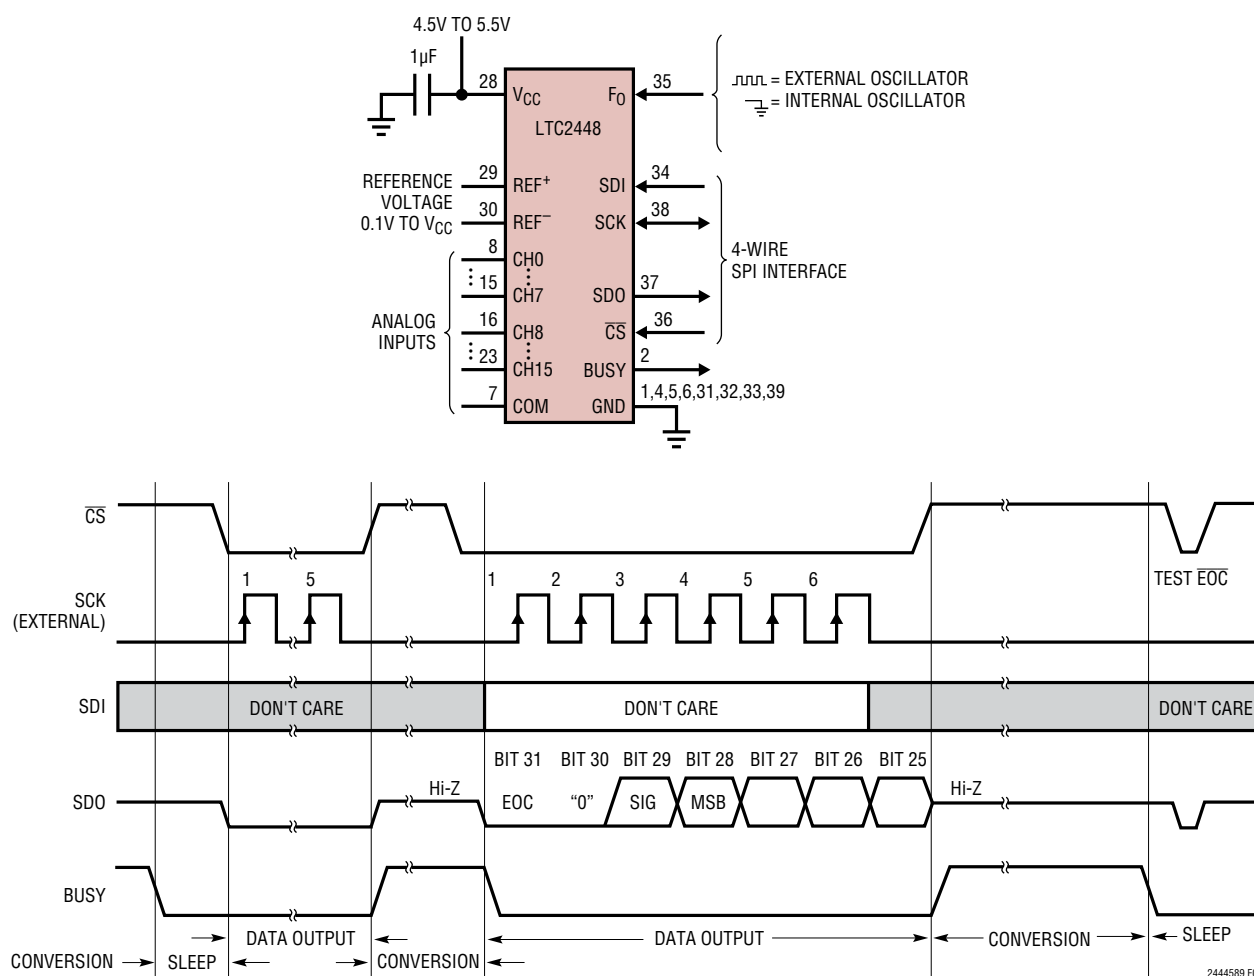 4.5V TO 5.5V
1µF
28
VCC
LTC2448
FO
35
= EXTERNAL OSCILLATOR
= INTERNAL OSCILLATOR
REFERENCE
VOLTAGE
0.1V TO VCC
29
REF+
30
REF–
ANALOG
INPUTS
8
CH0
15
CH7
16
CH8
23
CH15
7
COM
SDI
34
SCK
38
SDO
37
CS
36
BUSY
2
GND
1,4,5,6,31,32,33,39
4-WIRE
SPI INTERFACE
CS
TEST EOC
SCK
(EXTERNAL)
1 5 1 2 3 4 5 6
SDI
DON'T CARE DON'T CARE DON'T CARE
BIT 31 BIT 30 BIT 29 BIT 28 BIT 27 BIT 26 BIT 25
SDO
Hi-Z EOC “0” SIG MSB Hi-Z
BUSY
DATA OUTPUT DATA OUTPUT CONVERSION SLEEP
CONVERSION SLEEP CONVERSION